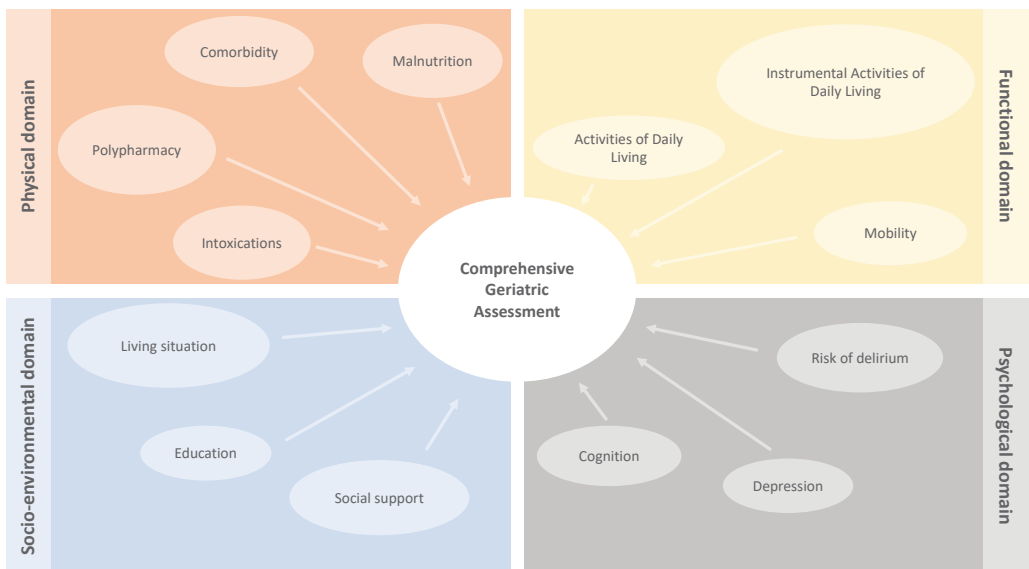 Physical domain
Comorbidity
Malnutrition
Polypharmacy
Intoxications
Functional domain
Instrumental Activities of
Daily Living
Activities of Daily
Living
Mobility
Comprehensive
Geriatric
Assessment
Socio-environmental domain
Living situation
Education
Social support
Psychological domain
Risk of delirium
Cognition
Depression